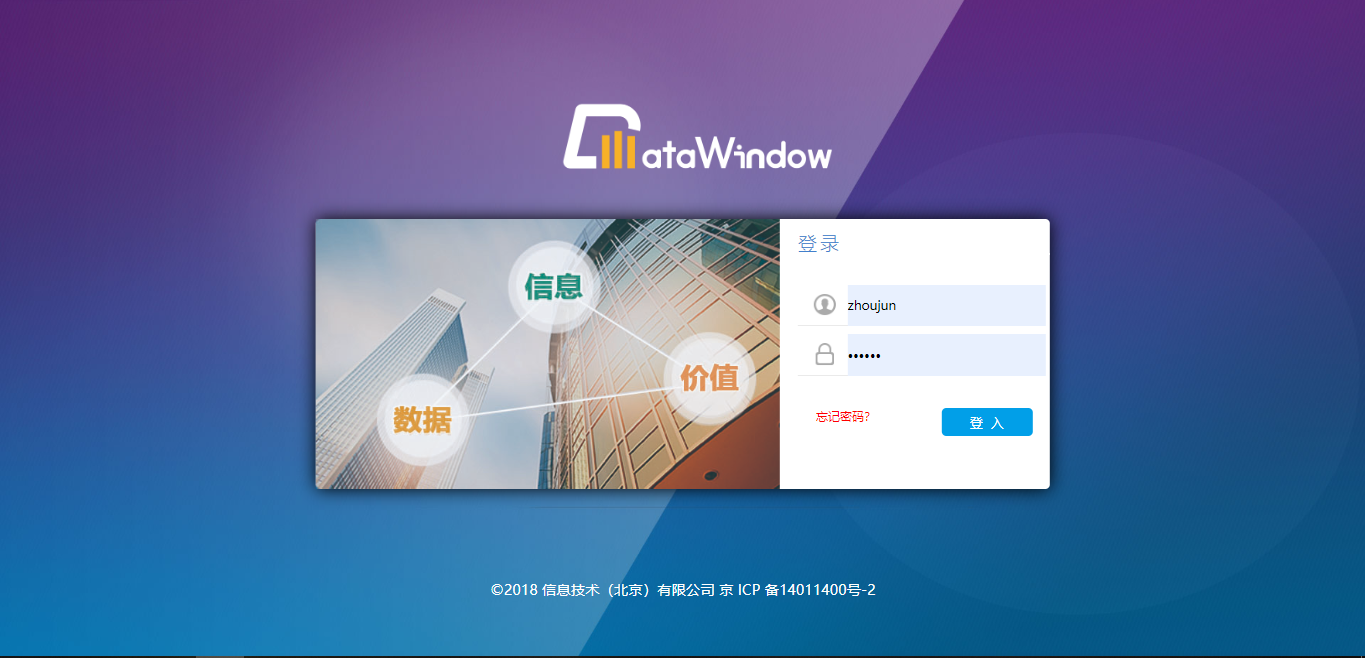 DataWindow
登录
信息
价值
数据
zhoujun
••••••
忘记密码?
登 入
©2018 信息技术（北京）有限公司 京 ICP 备14011400号-2